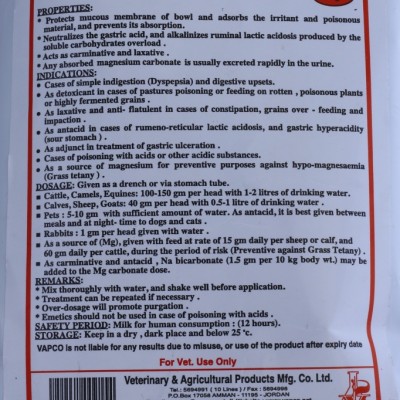 PROPERTIES:
* Protects mucous membrane of bowl and adsorbs the irritant and poisonous
material, and prevents its absorption.
* Neutralizes the gastric acid, and alkalinizes ruminal lactic acidosis produced by the
soluble carbohydrates overload .
* Acts as carminative and laxative .
* Any absorbed magnesium carbonate is usually excreted rapidly in the urine.
INDICATIONS:
* Cases of simple indigestion (Dyspepsia) and digestive upsets.
* As detoxicant in cases of pastures poisoning or feeding on rotten , poisonous plants
or highly fermented grains .
* As laxative and anti- flatulent in cases of constipation, grains over - feeding and
impaction .
* As antacid in cases of rumeno-reticular lactic acidosis, and gastric hyperacidity
(sour stomach ) .
* As adjunct in treatment of gastric ulceration .
* Cases of poisoning with acids or other acidic substances.
* As a source of magnesium for preventive purposes against hypo-magnesaemia
(Grass tetany ) .
DOSAGE: Given as a drench or via stomach tube.
* Cattle, Camels, Equines: 100-150 gm per head with 1-2 litres of drinking water.
* Calves, Sheep, Goats: 40 gm per head with 0.5-1 litre of drinking water.
* Pets : 5-10 gm with sufficient amount of water. As antacid, it is best given between
meals and at night- time to dogs and cats .
* Rabbits : 1 gm per head given with water .
* As a source of (Mg), given with feed at rate of 15 gm daily per sheep or calf, and
60 gm daily per cattle, during the period of risk (Preventive against Grass Tetany) .
* As carminative and antacid , Na bicarbonate (1.5 gm per 10 kg body wt.) may be
added to the Mg carbonate dose.
REMARKS:
* Mix thoroughly with water, and shake well before application.
* Treatment can be repeated if necessary .
* Over-dosage will promote purgation .
* Emetics should not be used in case of poisoning with acids .
SAFETY PERIOD: Milk for human consumption : (12 hours).
STORAGE: Keep in a dry , dark place and below 25 °c.
VAPCO is not liable for any results due to misuse, or use of the product after expiry date
For Vet. Use Only
Veterinary & Agricultural Products Mfg. Co. Ltd.
Tel.: 5694991 ( 10 Lines ) / Fax : 5694998
P.O.Box 17058 AMMAN - 11195 - JORDAN